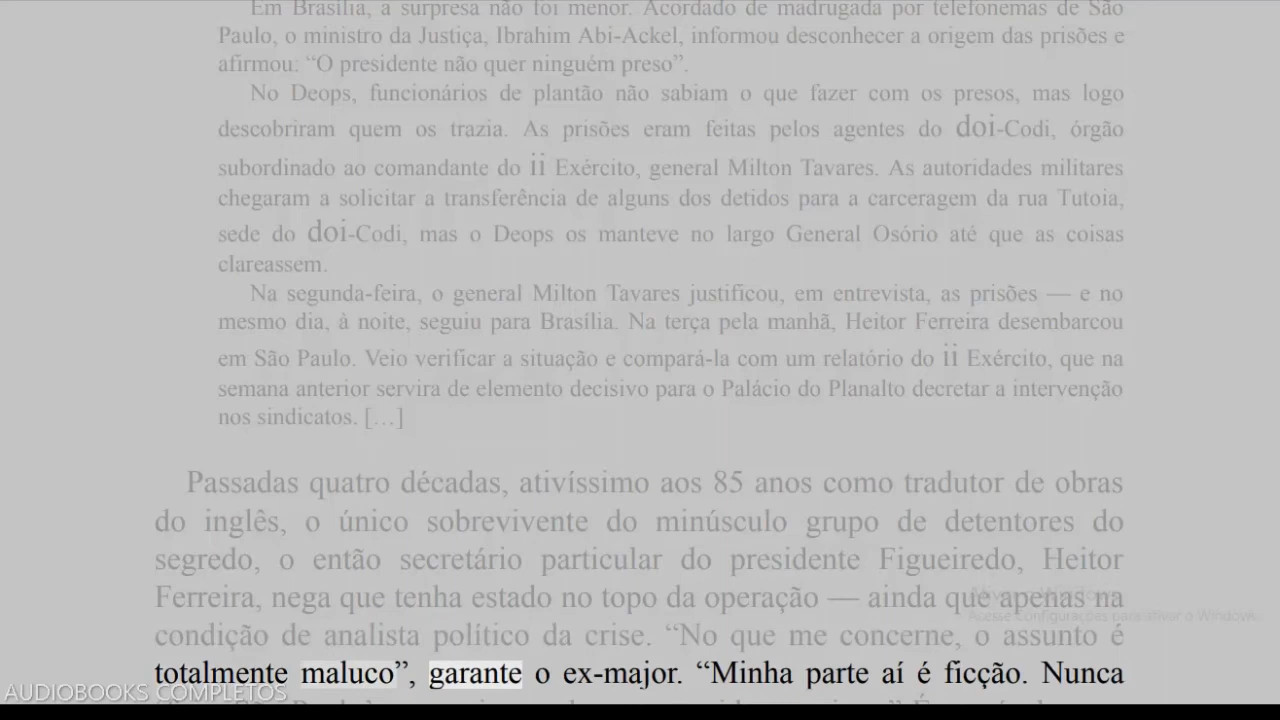 Em Brasília, a surpresa não foi menor. Acordado de madrugada por telefonemas de São
Paulo, o ministro da Justiça, Ibrahim Abi-Ackel, informou desconhecer a origem das prisões e
afirmou: “O presidente não quer ninguém preso”.
No Deops, funcionários de plantão não sabiam o que fazer com os presos, mas logo
descobriram quem os trazia. As prisões eram feitas pelos agentes do doi-Codi, órgão
subordinado ao comandante do ii Exército, general Milton Tavares. As autoridades militares
chegaram a solicitar a transferência de alguns dos detidos para a carceragem da rua Tutoia,
sede do doi-Codi, mas o Deops os manteve no largo General Osório até que as coisas
clareassem.
Na segunda-feira, o general Milton Tavares justificou, em entrevista, as prisões — e no
mesmo dia, à noite, seguiu para Brasília. Na terça pela manhã, Heitor Ferreira desembarcou
em São Paulo. Veio verificar a situação e compará-la com um relatório do ii Exército, que na
semana anterior servira de elemento decisivo para o Palácio do Planalto decretar a intervenção
nos sindicatos. […]
Passadas quatro décadas, ativíssimo aos 85 anos como tradutor de obras
do inglês, o único sobrevivente do minúsculo grupo de detentores do
segredo, o então secretário particular do presidente Figueiredo, Heitor
Ferreira, nega que tenha estado no topo da operação — ainda que apenas na
condição de analista político da crise. “No que me concerne, o assunto é
totalmente maluco”, garante o ex-major. “Minha parte aí é ficção. Nunca
Ativar o Windows
Acesse Configurações para ativar o Windows.
AUDIOBOOKS COMPLETOS